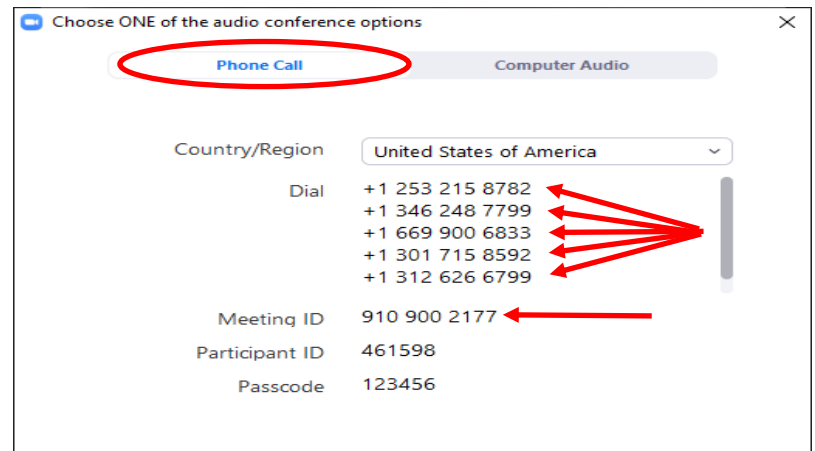 Choose ONE of the audio conference options
Phone Call
Computer Audio
Country/Region
United States of America
Dial
+1 253 215 8782
+1 346 248 7799
+1 669 900 6833
+1 301 715 8592
+1 312 626 6799
Meeting ID
910 900 2177
Participant ID
461598
Passcode
123456